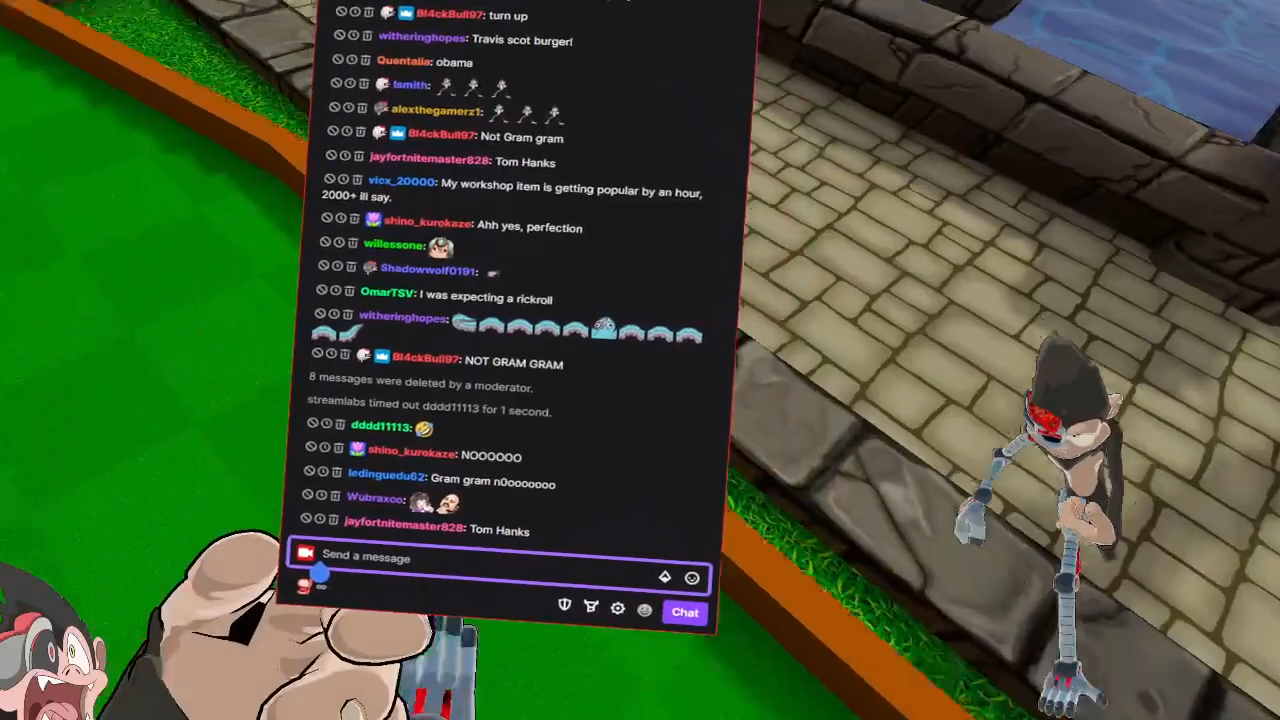 Bl4ckBull97: turn up
witheringhopes: Travis scot burger!
Quentalia: obama
lsmith:
alexthegamerz1:
Bl4ckBull97: Not Gram gram
jayfortnitemaster828: Tom Hanks
vicx_20000: My workshop item is getting popular by an hour,
2000+ ill say.
shino_kurokaze: Ahh yes, perfection
willessone:
Shadowwolf0191:
OmarTSV: I was expecting a rickroll
witheringhopes:
Bl4ckBull97: NOT GRAM GRAM
8 messages were deleted by a moderator.
streamlabs timed out dddd11113 for 1 second.
dddd11113:
shino_kurokaze: NOOOOOO
ledinguedu62: Gram gram n0ooooooo
Wubraxco:
jayfortnitemaster828: Tom Hanks
Send a message
Chat